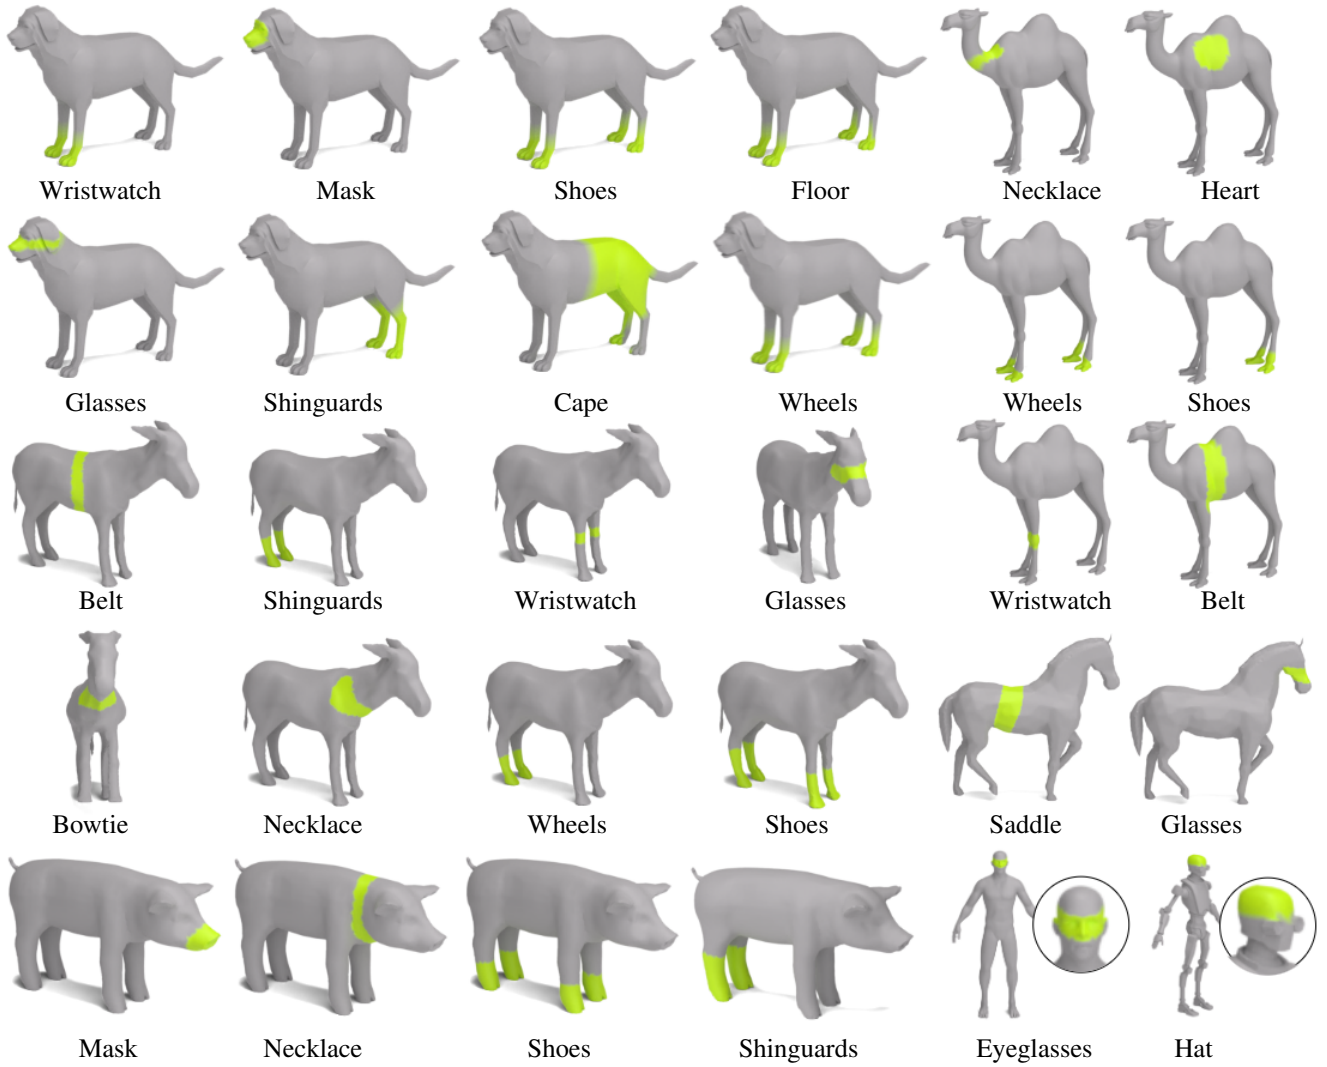 Wristwatch Mask Shoes Floor Necklace Heart
Glasses Shinguards Cape Wheels Wheels Shoes
Belt Shinguards Wristwatch Glasses Wristwatch Belt
Bowtie Necklace Wheels Shoes Saddle Glasses
Mask Necklace Shoes Shinguards Eyeglasses Hat